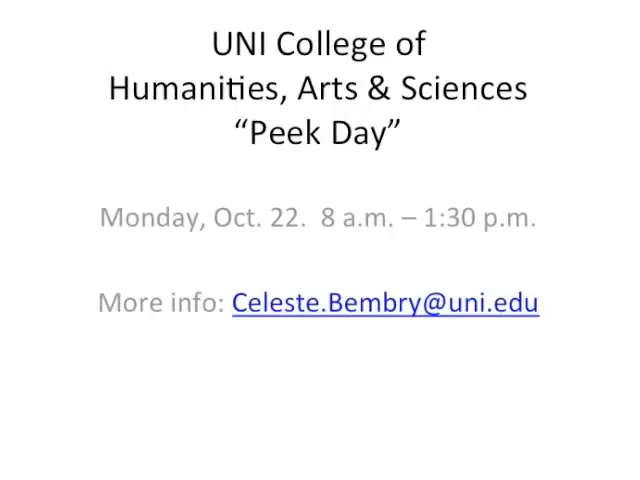 UNI College of
Humanities, Arts & Sciences
“Peek Day”
Monday, Oct. 22.  8 a.m. – 1:30 p.m.
More info: Celeste.Bembry@uni.edu